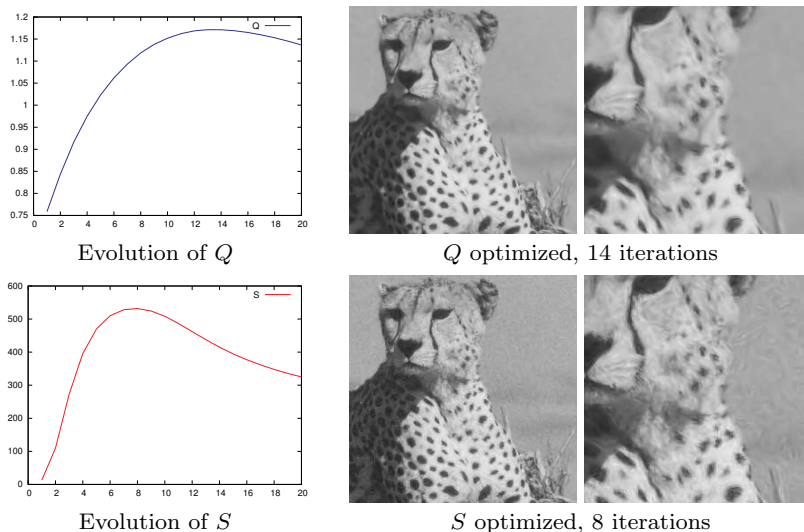 1.2
1.15
1.1
1.05
1
0.95
0.9
0.85
0.8
0.75
Q
0 2 4 6 8 10 12 14 16 18 20
Evolution of Q
Q optimized, 14 iterations
600
500
400
300
200
100
0
S
0 2 4 6 8 10 12 14 16 18 20
Evolution of S
S optimized, 8 iterations